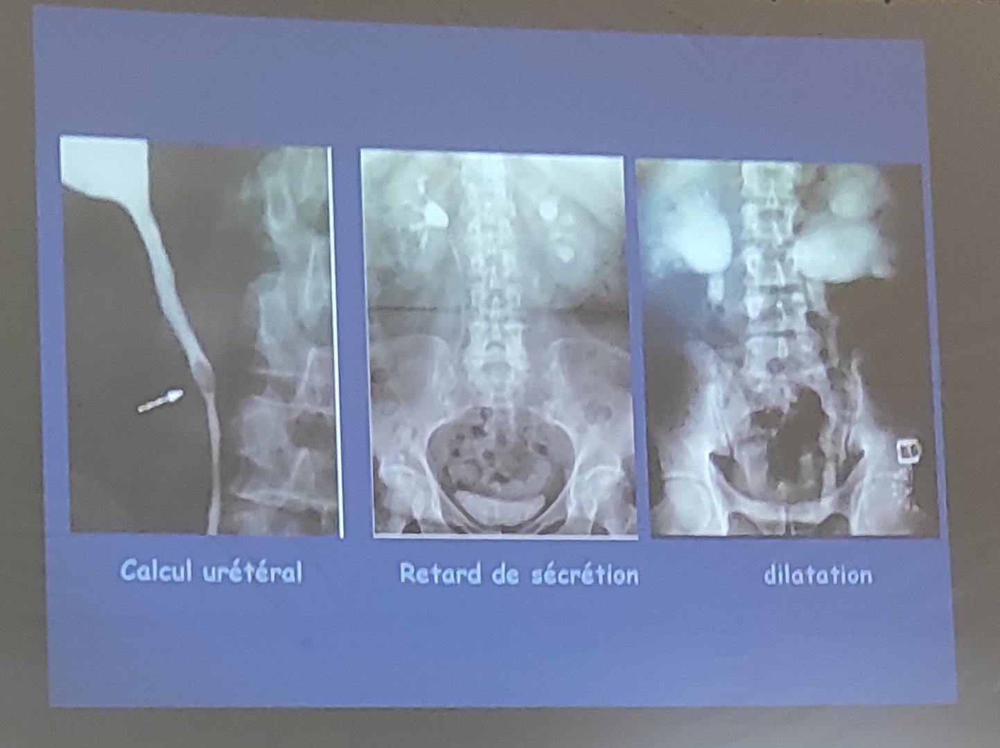 Calcul urétéral
Retard de sécrétion
dilatation